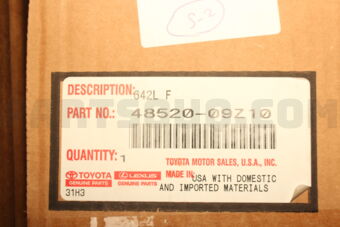 S-2
DESCRIPTION: 642L F
PART NO.: 48520-09Z10
QUANTITY: 1
TOYOTA MOTOR SALES, U.S.A., INC.
TOYOTA LEXUS
GENUINE PARTS GENUINE PARTS
MADE IN USA WITH DOMESTIC
AND IMPORTED MATERIALS
31H3